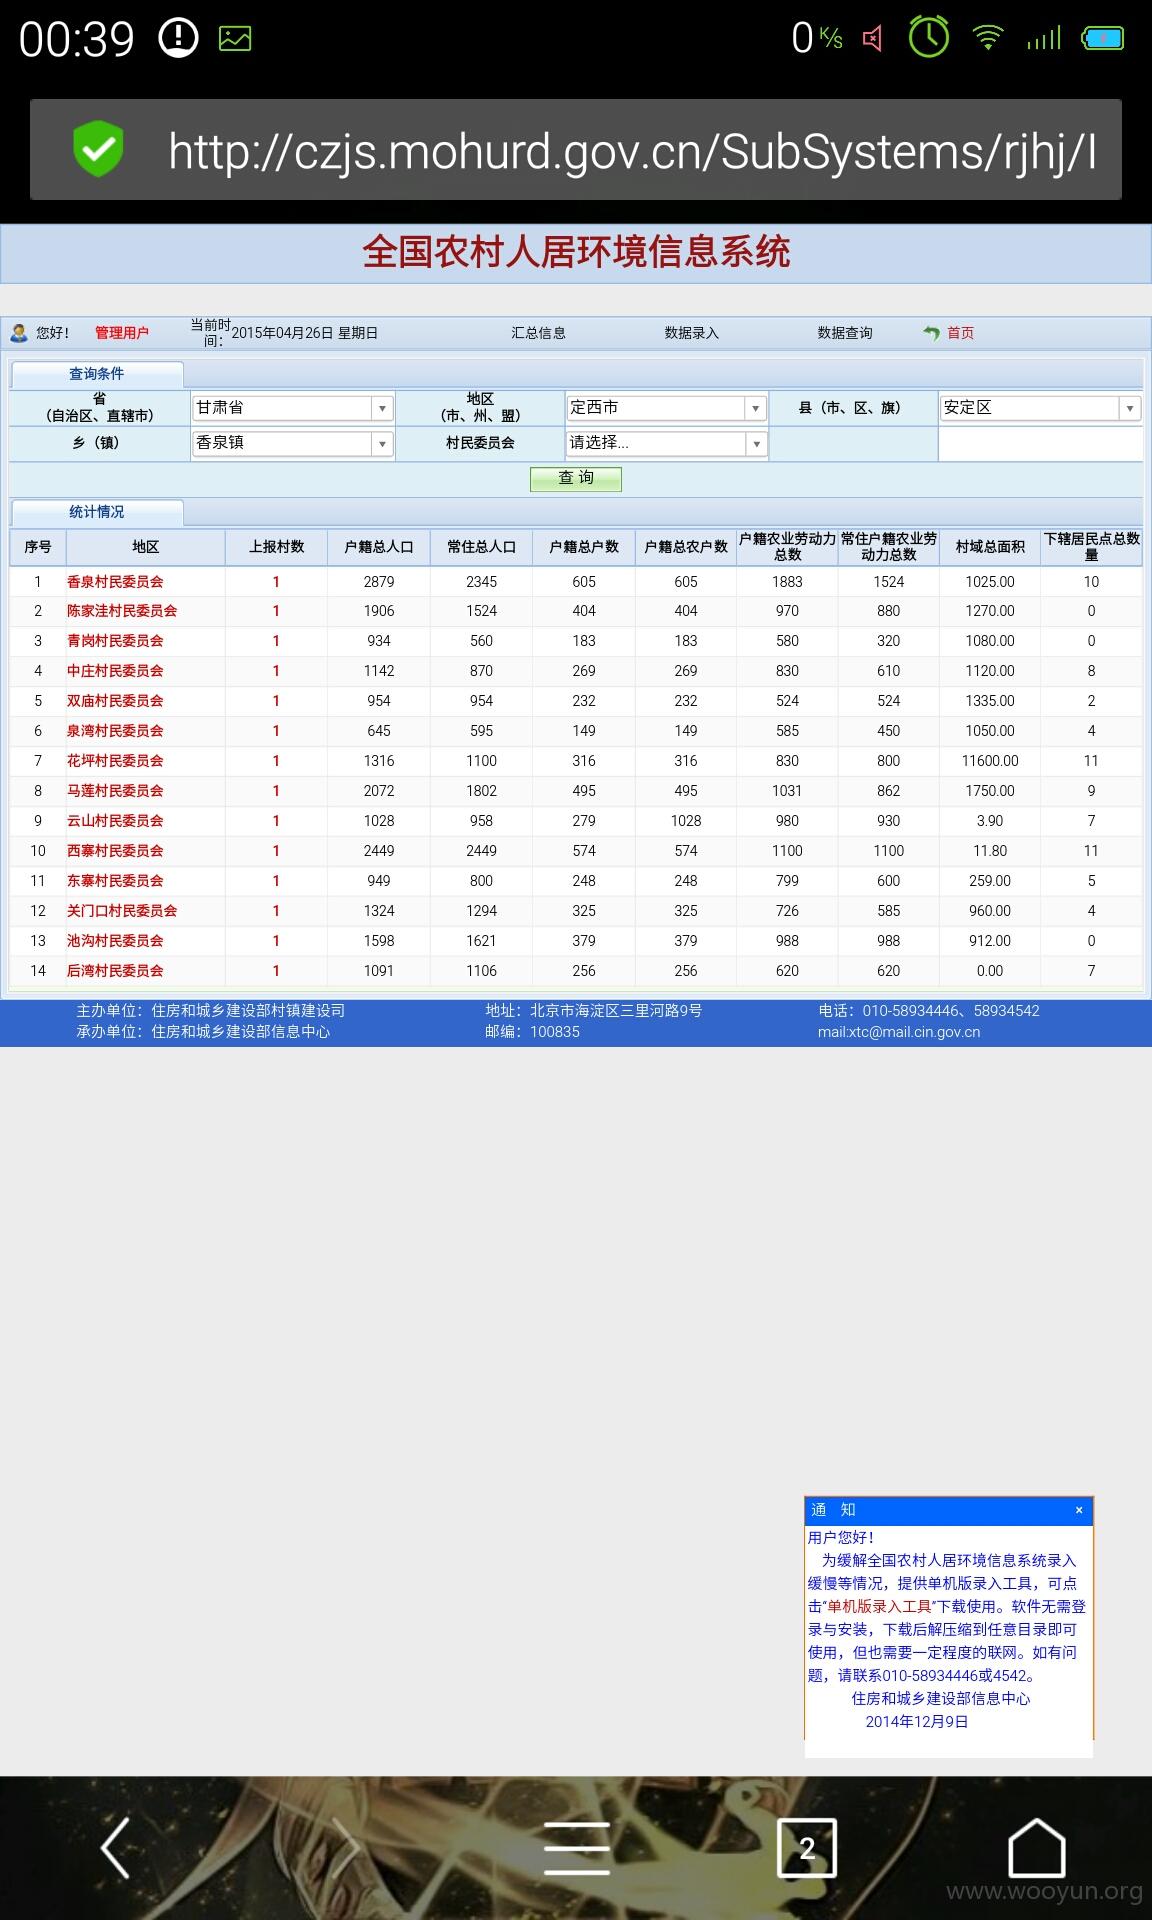 00:39
0 K/s
http://czjs.mohurd.gov.cn/SubSystems/rjhj/I
全国农村人居环境信息系统
您好! 管理用户 当前时间: 2015年04月26日 星期日 汇总信息 数据录入 数据查询 首页
查询条件
省（自治区、直辖市） 甘肃省 地区（市、州、盟） 定西市 县（市、区、旗） 安定区
乡（镇） 香泉镇 村民委员会 请选择...
查 询
统计情况
序号 地区 上报村数 户籍总人口 常住总人口 户籍总户数 户籍总农户数 户籍农业劳动力总数 常住户籍农业劳动力总数 村域总面积 下辖居民点总数量
1 香泉村民委员会 1 2879 2345 605 605 1883 1524 1025.00 10
2 陈家洼村民委员会 1 1906 1524 404 404 970 880 1270.00 0
3 青岗村民委员会 1 934 560 183 183 580 320 1080.00 0
4 中庄村民委员会 1 1142 870 269 269 830 610 1120.00 8
5 双庙村民委员会 1 954 954 232 232 524 524 1335.00 2
6 泉湾村民委员会 1 645 595 149 149 585 450 1050.00 4
7 花坪村民委员会 1 1316 1100 316 316 830 800 11600.00 11
8 马莲村民委员会 1 2072 1802 495 495 1031 862 1750.00 9
9 云山村民委员会 1 1028 958 279 1028 980 930 3.90 7
10 西寨村民委员会 1 2449 2449 574 574 1100 1100 11.80 11
11 东寨村民委员会 1 949 800 248 248 799 600 259.00 5
12 关门口村民委员会 1 1324 1294 325 325 726 585 960.00 4
13 池沟村民委员会 1 1598 1621 379 379 988 988 912.00 0
14 后湾村民委员会 1 1091 1106 256 256 620 620 0.00 7
主办单位：住房和城乡建设部村镇建设司 地址：北京市海淀区三里河路9号 电话：010-58934446、58934542
承办单位：住房和城乡建设部信息中心 邮编：100835 mail:xtc@mail.cin.gov.cn
通 知 ×
用户您好！
为缓解全国农村人居环境信息系统录入
缓慢等情况，提供单机版录入工具，可点
击“单机版录入工具”下载使用。软件无需登
录与安装，下载后解压缩到任意目录即可
使用，但也需要一定程度的联网。如有问
题，请联系010-58934446或4542。
住房和城乡建设部信息中心
2014年12月9日
2
www.wooyun.org